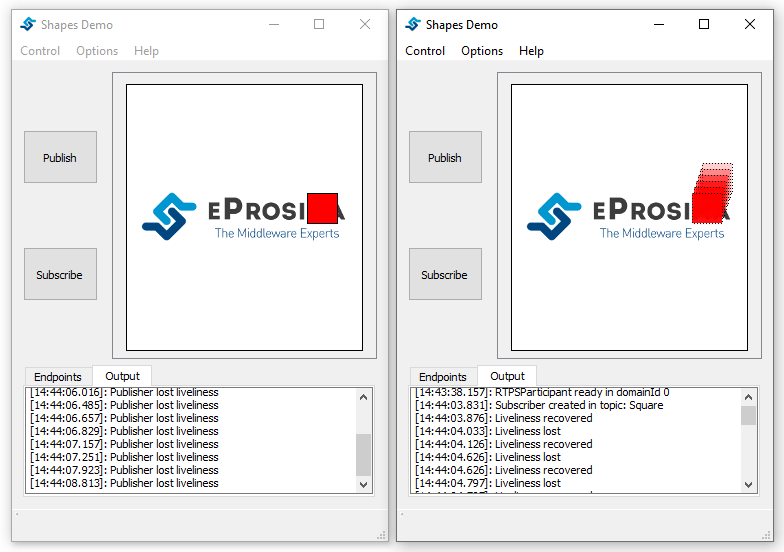 Shapes Demo
Control Options Help
Publish
Subscribe
EPROSI A
The Middleware Experts
Endpoints Output
[14:44:06.016]: Publisher lost liveliness
[14:44:06.485]: Publisher lost liveliness
[14:44:06.657]: Publisher lost liveliness
[14:44:06.829]: Publisher lost liveliness
[14:44:07.157]: Publisher lost liveliness
[14:44:07.251]: Publisher lost liveliness
[14:44:07.923]: Publisher lost liveliness
[14:44:08.813]: Publisher lost liveliness
Shapes Demo
Control Options Help
Publish
Subscribe
EPROSI A
The Middleware Experts
Endpoints Output
[14:43:38.157]: RTPSParticipant ready in domainId 0
[14:44:03.831]: Subscriber created in topic: Square
[14:44:03.876]: Liveliness recovered
[14:44:04.033]: Liveliness lost
[14:44:04.126]: Liveliness recovered
[14:44:04.626]: Liveliness lost
[14:44:04.626]: Liveliness recovered
[14:44:04.797]: Liveliness lost